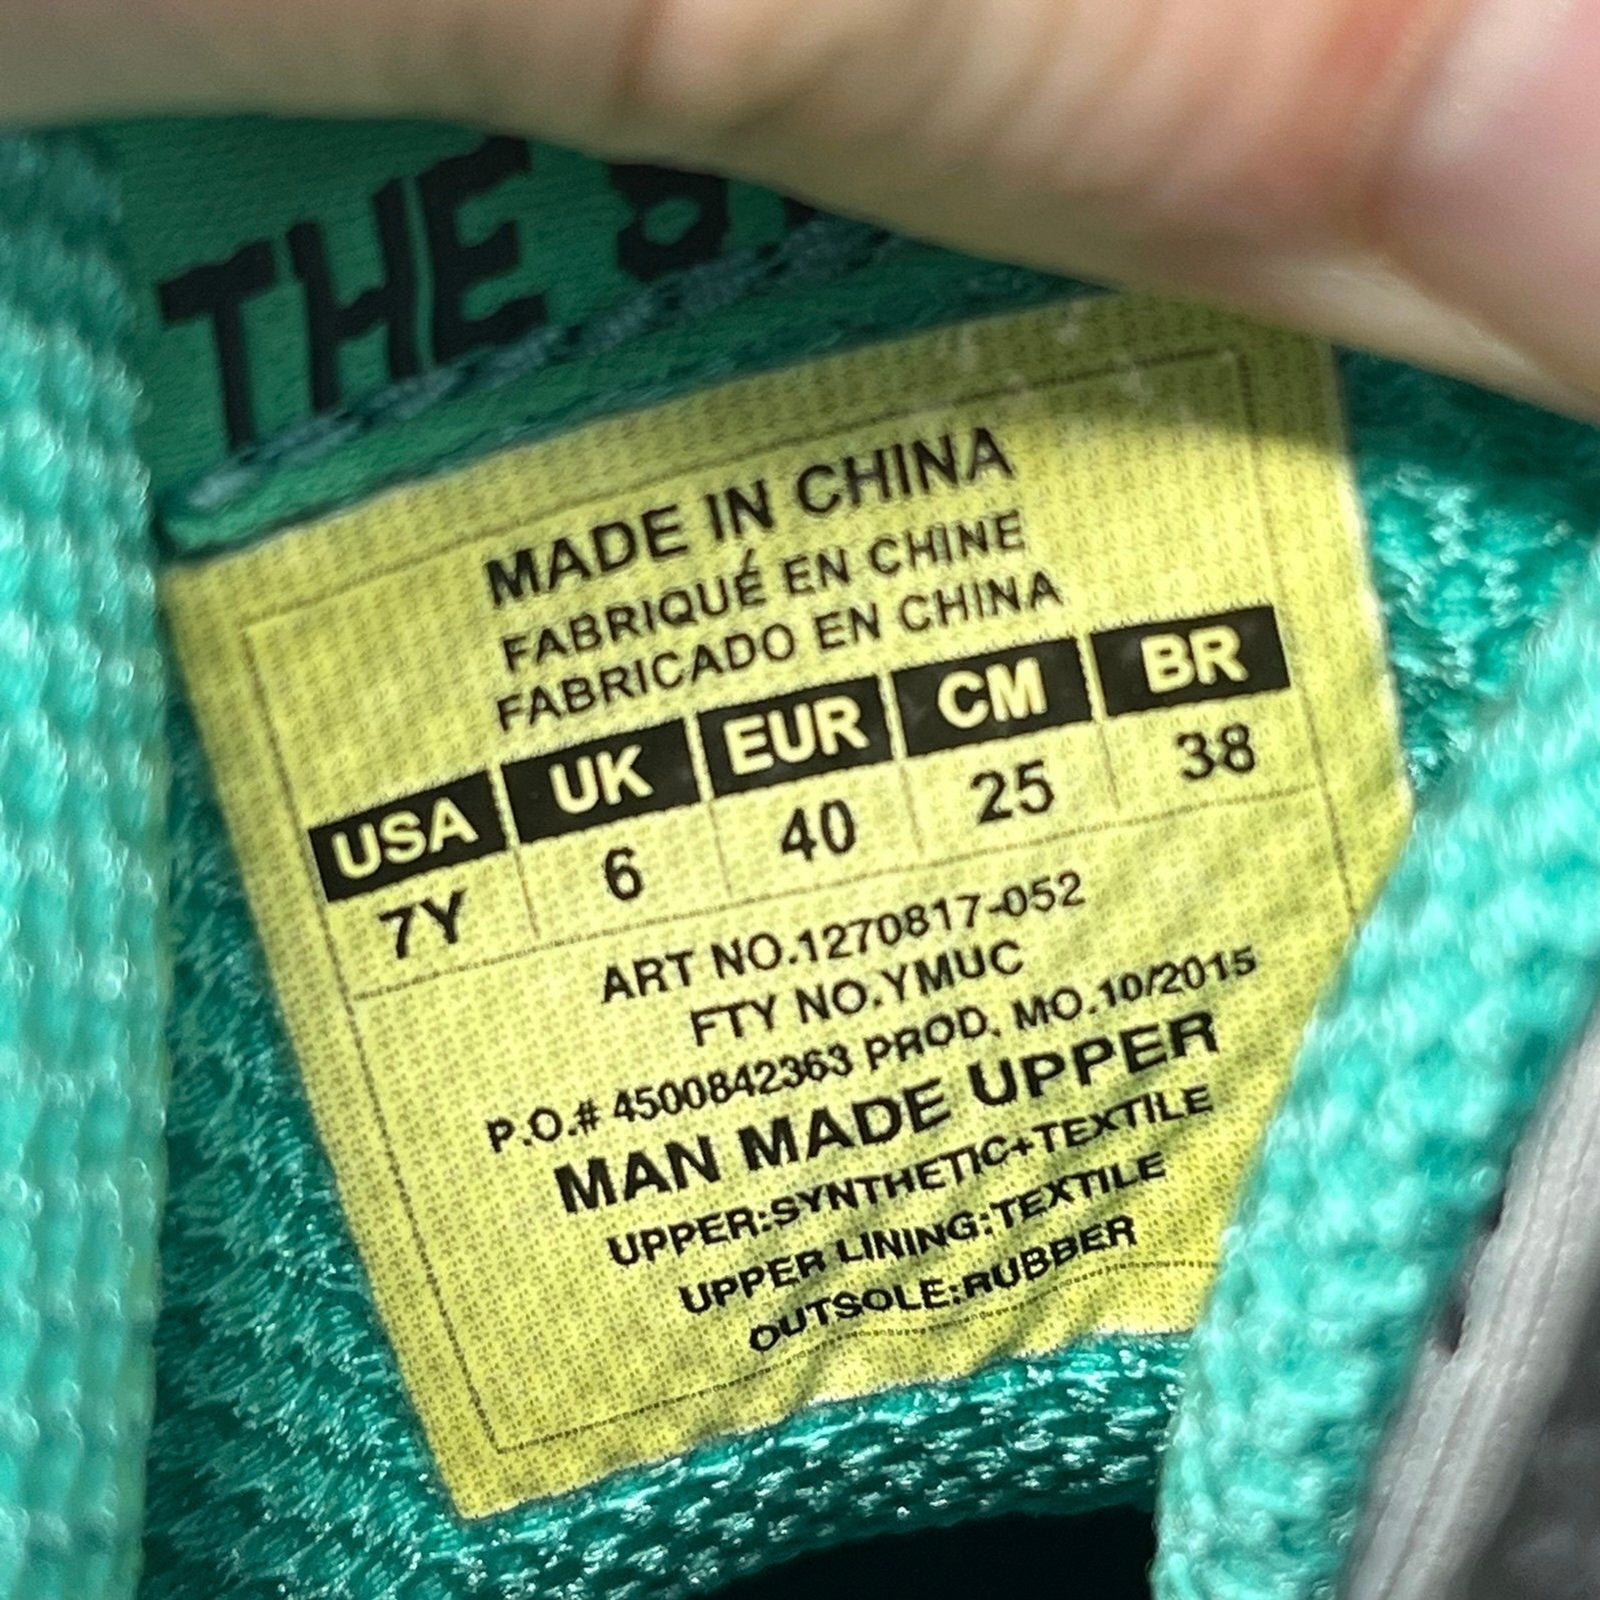 THE
MADE IN CHINA
FABRIQUÉ EN CHINE
FABRICADO EN CHINA
USA UK EUR CM BR
7Y 6 40 25 38
ART NO.1270817-052
FTY NO.YMUC
P.O.# 4500842363 PROD. MO.10/2015
MAN MADE UPPER
UPPER:SYNTHETIC+TEXTILE
UPPER LINING:TEXTILE
OUTSOLE:RUBBER